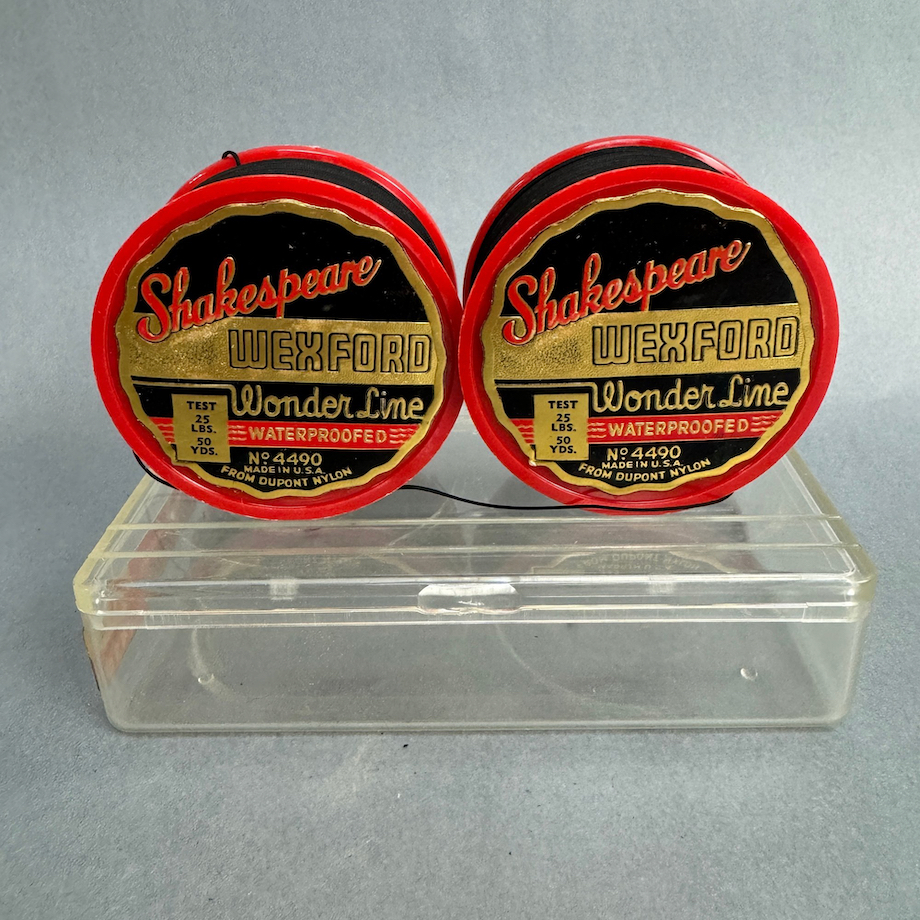 Shakespeare
WEXFORD
Wonder Line
TEST
25
LBS.
50
YDS.
WATERPROOFED
Nº 4490
MADE IN U.S.A.
FROM DUPONT NYLON
Shakespeare
WEXFORD
Wonder Line
TEST
25
LBS.
50
YDS.
WATERPROOFED
Nº 4490
MADE IN U.S.A.
FROM DUPONT NYLON